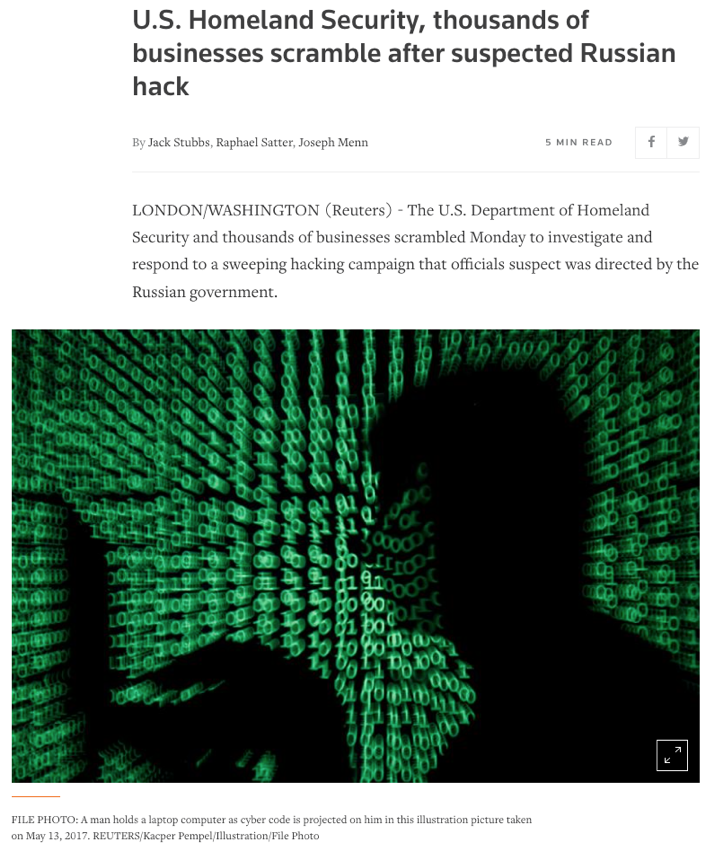 U.S. Homeland Security, thousands of
businesses scramble after suspected Russian
hack
By Jack Stubbs, Raphael Satter, Joseph Menn
5 MIN READ
LONDON/WASHINGTON (Reuters) - The U.S. Department of Homeland
Security and thousands of businesses scrambled Monday to investigate and
respond to a sweeping hacking campaign that officials suspect was directed by the
Russian government.
FILE PHOTO: A man holds a laptop computer as cyber code is projected on him in this illustration picture taken
on May 13, 2017. REUTERS/Kacper Pempel/Illustration/File Photo